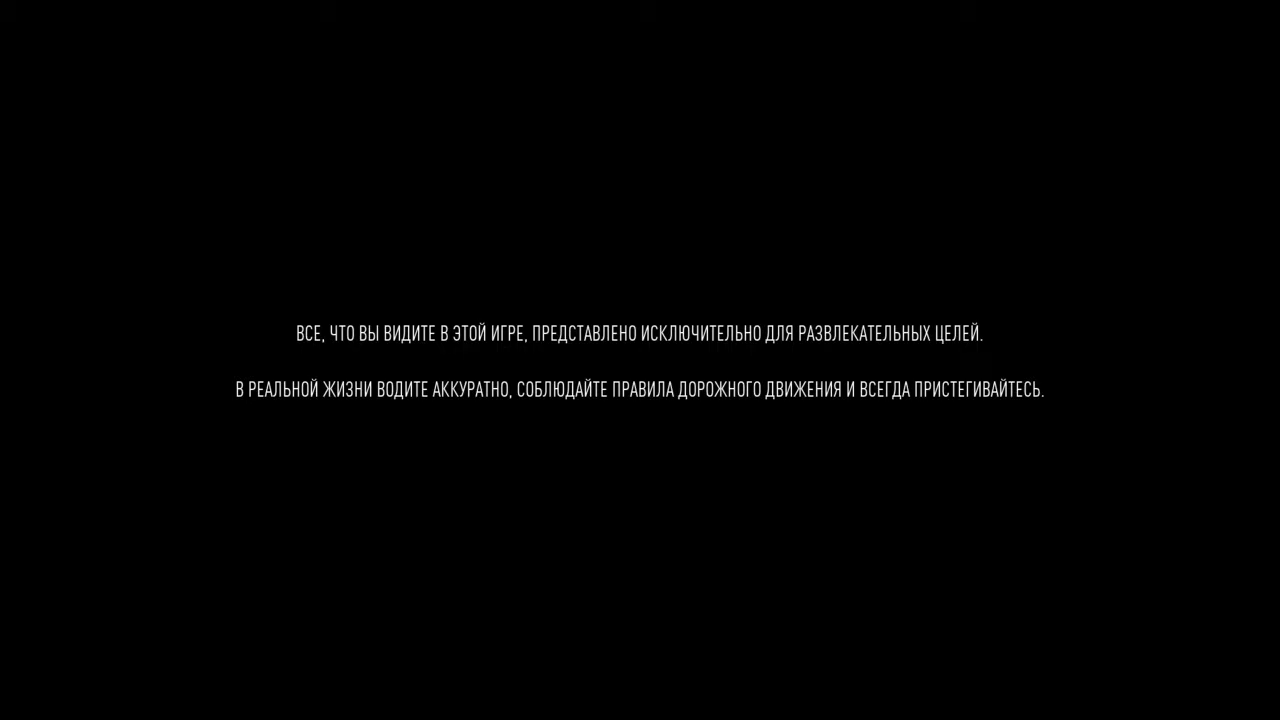 ВСЕ, ЧТО ВЫ ВИДИТЕ В ЭТОЙ ИГРЕ, ПРЕДСТАВЛЕНО ИСКЛЮЧИТЕЛЬНО ДЛЯ РАЗВЛЕКАТЕЛЬНЫХ ЦЕЛЕЙ.
В РЕАЛЬНОЙ ЖИЗНИ ВОДИТЕ АККУРАТНО, СОБЛЮДАЙТЕ ПРАВИЛА ДОРОЖНОГО ДВИЖЕНИЯ И ВСЕГДА ПРИСТЕГИВАЙТЕСЬ.